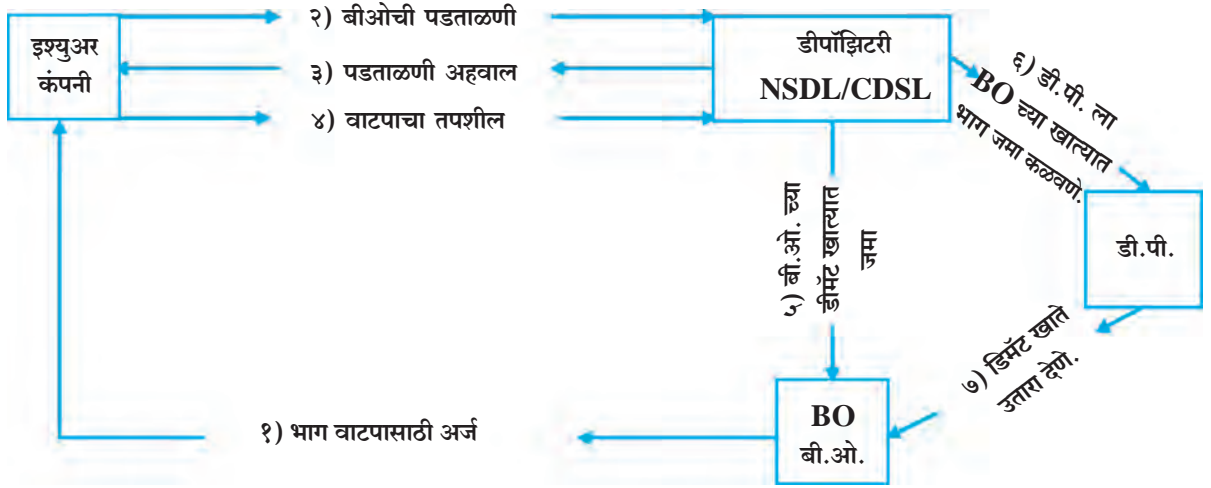 २) बीओची पडताळणी
इश्युअर
कंपनी
३) पडताळणी अहवाल
४) वाटपाचा तपशील
डीपॉझिटरी
NSDL/CDSL
६) डी.पी. ला
BO च्या खात्यात
भाग जमा कळवणे.
५) बी.ओ. च्या
डीमॅट खात्यात
जमा
डी.पी.
७) डिमॅट खाते
उतारा देणे.
१) भाग वाटपासाठी अर्ज
BO
बी.ओ.